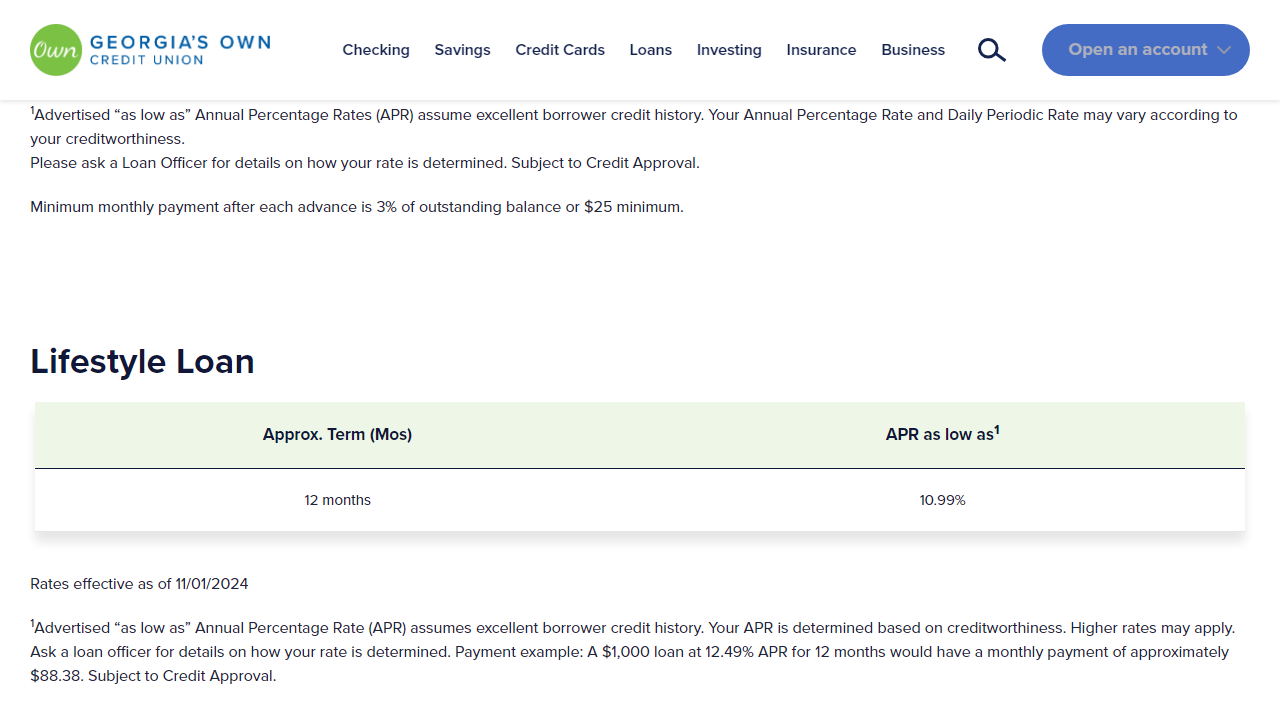 Own GEORGIA'S OWN
CREDIT UNION
Checking Savings Credit Cards Loans Investing Insurance Business Open an account
¹Advertised “as low as” Annual Percentage Rates (APR) assume excellent borrower credit history. Your Annual Percentage Rate and Daily Periodic Rate may vary according to
your creditworthiness.
Please ask a Loan Officer for details on how your rate is determined. Subject to Credit Approval.
Minimum monthly payment after each advance is 3% of outstanding balance or $25 minimum.
Lifestyle Loan
Approx. Term (Mos) APR as low as¹
12 months 10.99%
Rates effective as of 11/01/2024
¹Advertised “as low as” Annual Percentage Rate (APR) assumes excellent borrower credit history. Your APR is determined based on creditworthiness. Higher rates may apply.
Ask a loan officer for details on how your rate is determined. Payment example: A $1,000 loan at 12.49% APR for 12 months would have a monthly payment of approximately
$88.38. Subject to Credit Approval.